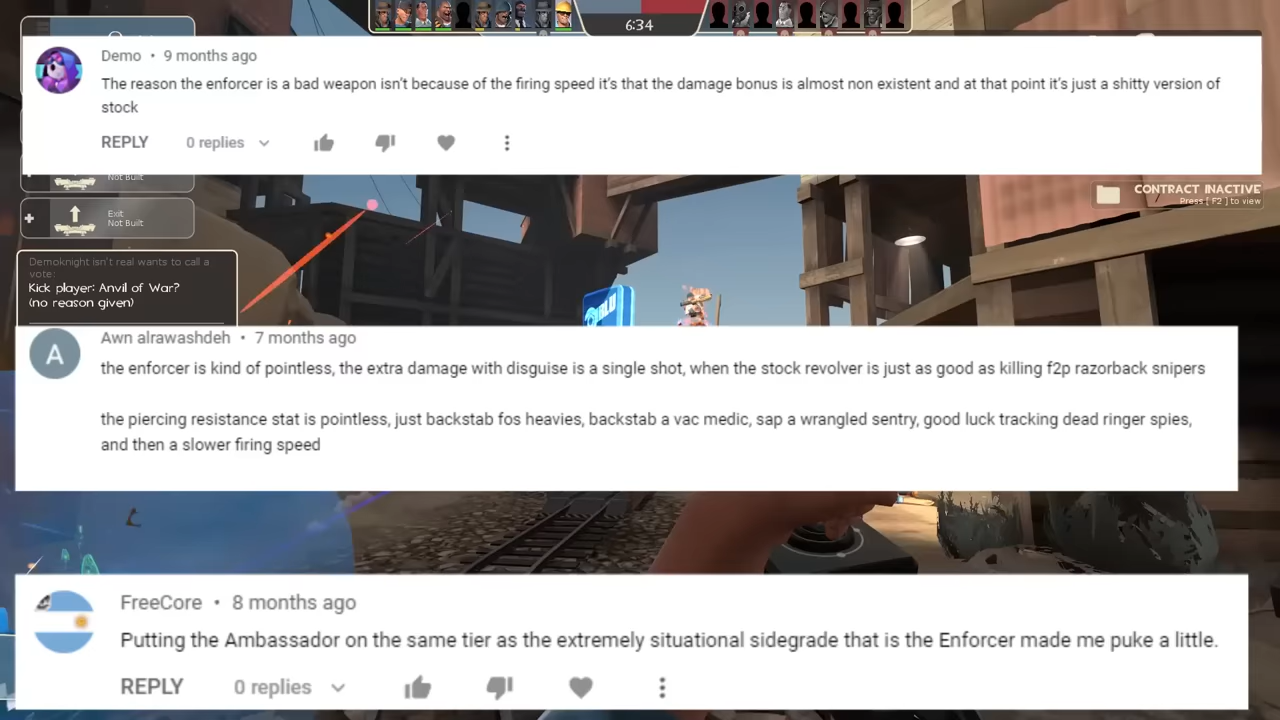 6:34
Demo • 9 months ago
The reason the enforcer is a bad weapon isn't because of the firing speed it's that the damage bonus is almost non existent and at that point it's just a shitty version of
stock
REPLY 0 replies
Not Built
Exit
Not Built
CONTRACT INACTIVE
Press [ F2 ] to view
Demoknight isn't real wants to call a
vote:
Kick player: Anvil of War?
(no reason given)
BLU
A
Awn alrawashdeh • 7 months ago
the enforcer is kind of pointless, the extra damage with disguise is a single shot, when the stock revolver is just as good as killing f2p razorback snipers
the piercing resistance stat is pointless, just backstab fos heavies, backstab a vac medic, sap a wrangled sentry, good luck tracking dead ringer spies,
and then a slower firing speed
FreeCore • 8 months ago
Putting the Ambassador on the same tier as the extremely situational sidegrade that is the Enforcer made me puke a little.
REPLY 0 replies